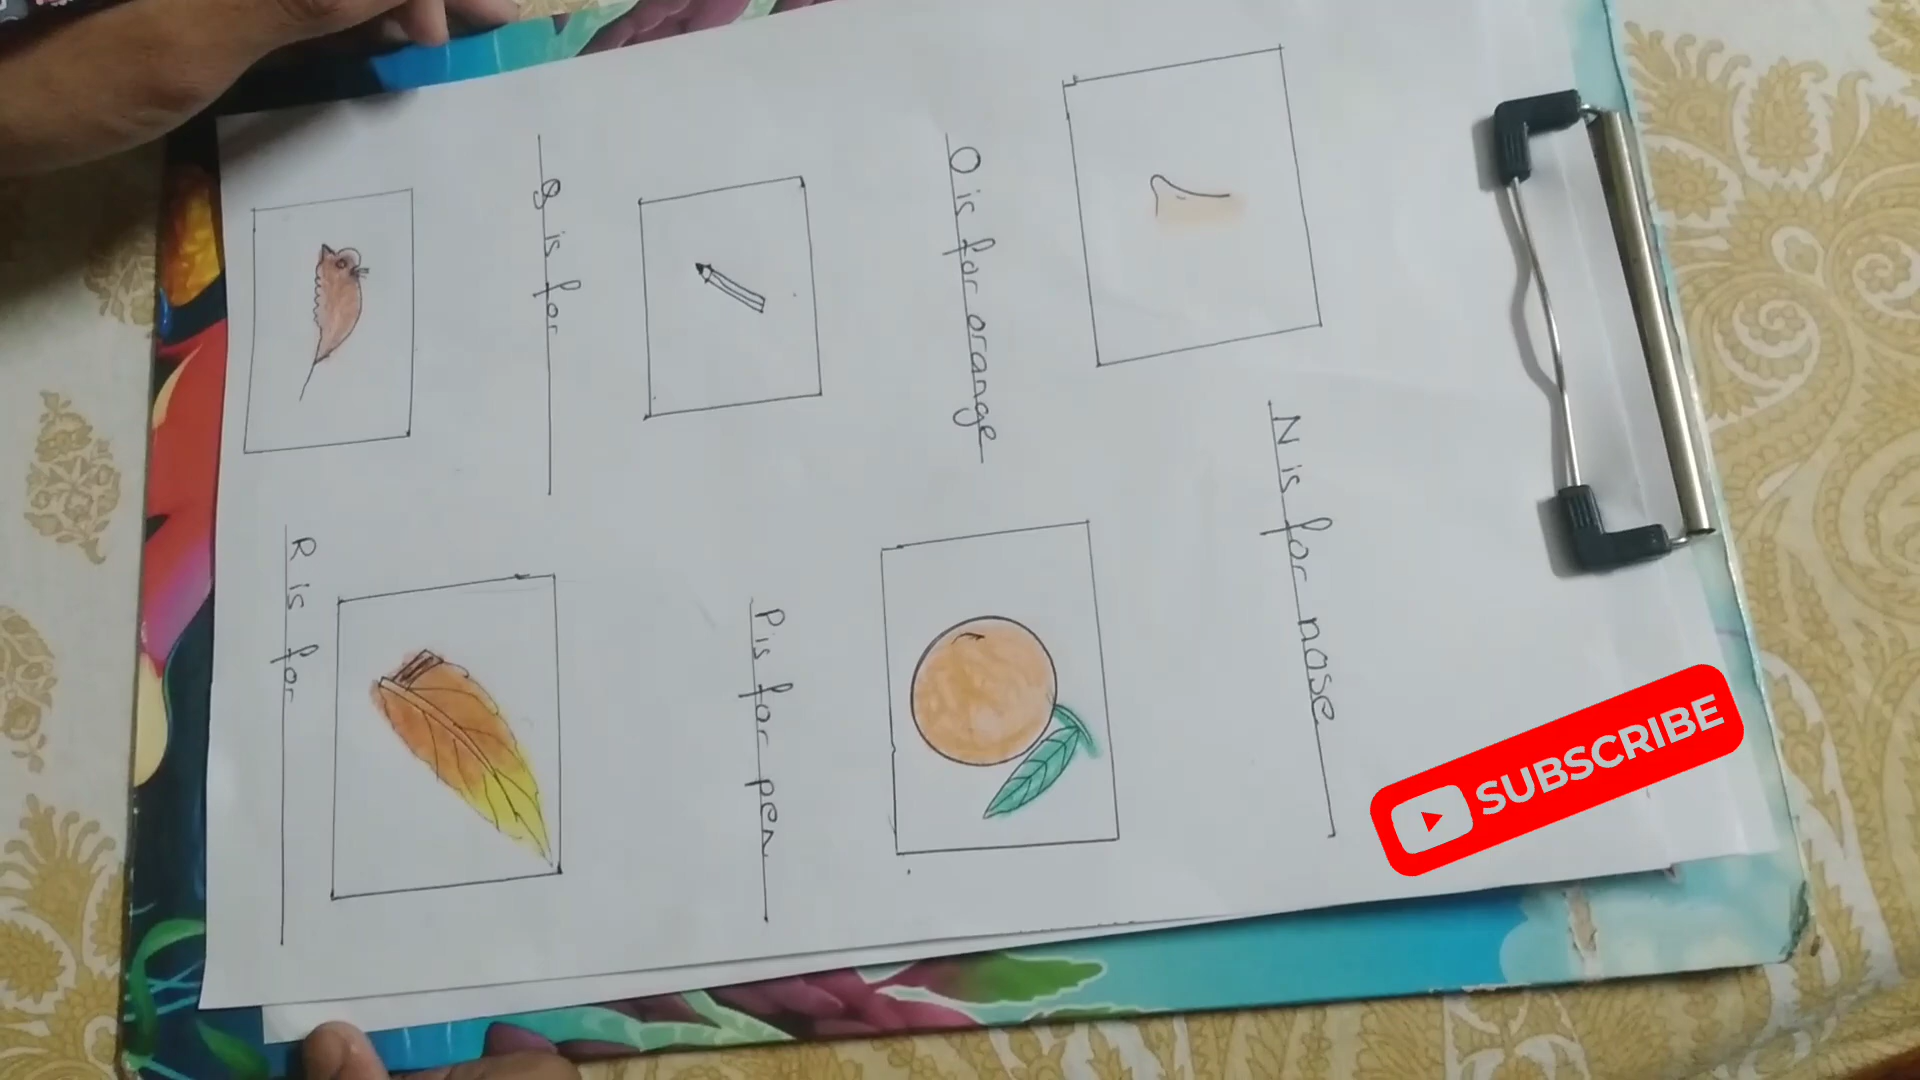 N is for nose
O is for orange
P is for pen
Q is for
R is for
SUBSCRIBE